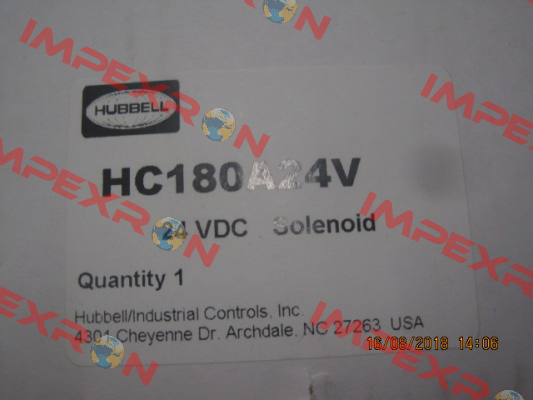 HUBBELL
HC180A24V
24 VDC Solenoid
Quantity 1
Hubbell/Industrial Controls, Inc.
4301 Cheyenne Dr. Archdale, NC 27263 USA
16/08/2018 14:06
IMPEXRON
IMPEXRON
IMPEXRON
IMPEXRON
IMPEXRON